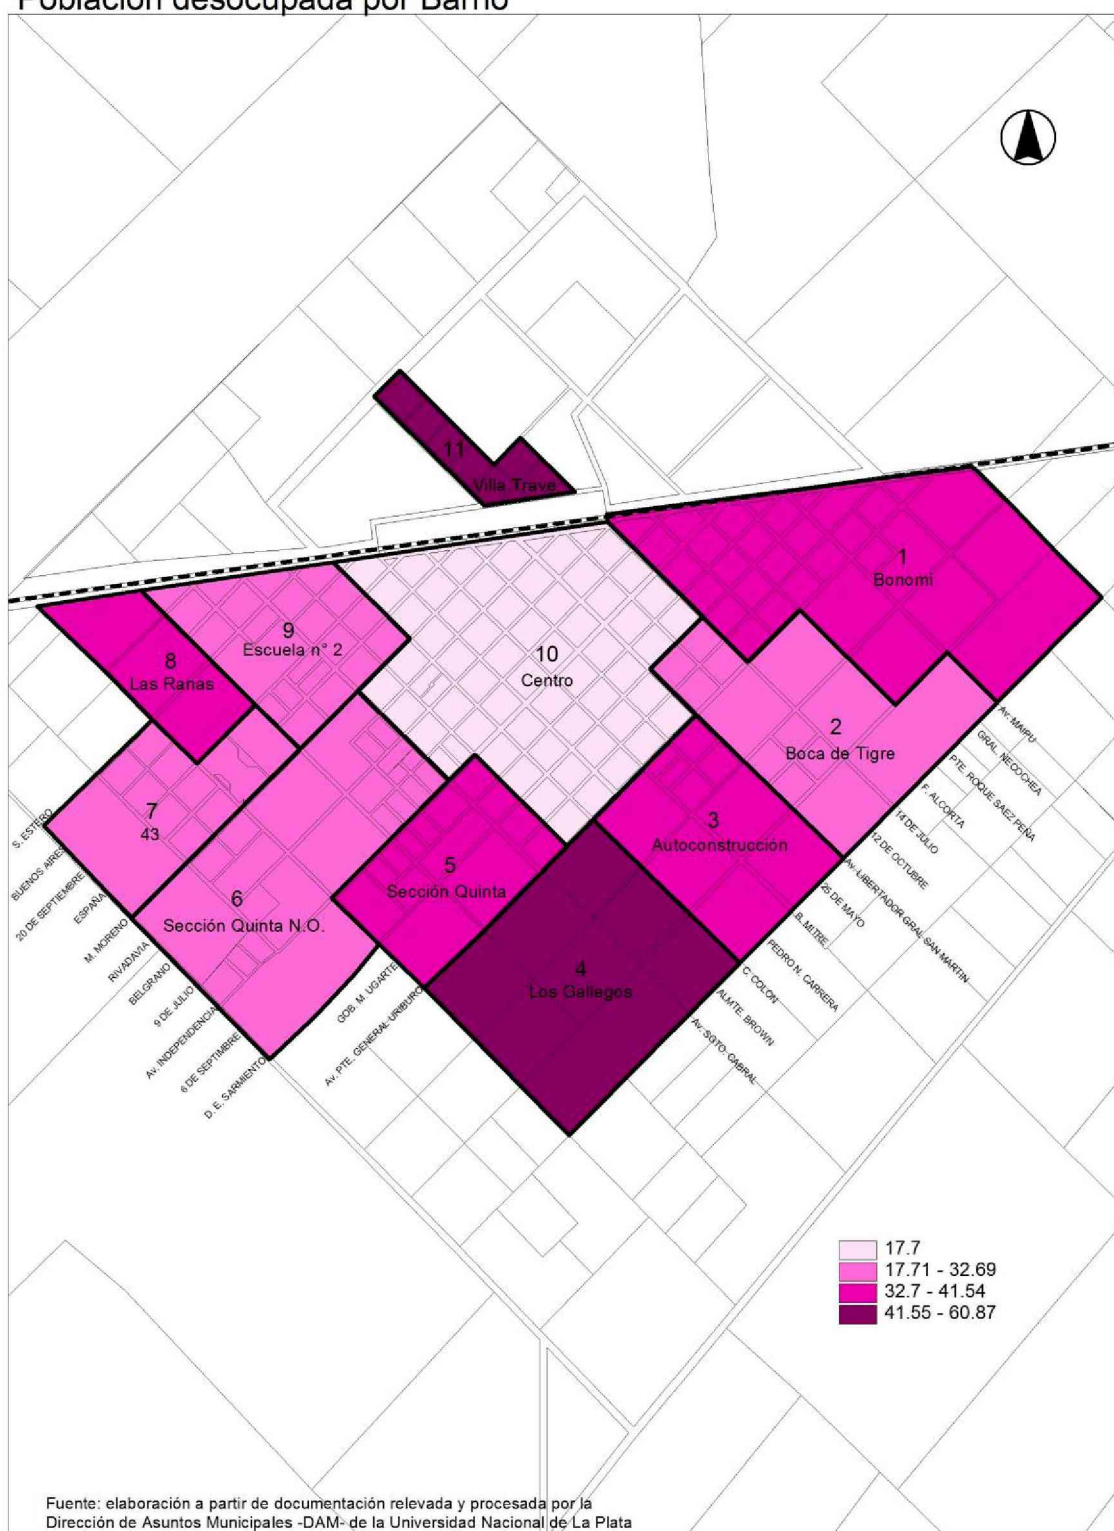 Población desocupada por Barrio
11
Villa Trave
1
Bonomi
9
Escuela n° 2
10
Centro
8
Las Ranas
2
Boca de Tigre
7
43
3
Autoconstrucción
5
Sección Quinta
6
Sección Quinta N.O.
4
Los Gallegos
Av. MAIPU
GRAL. NECOCHEA
PTE. ROQUE SAEZ PEÑA
F. ALCORTA
14 DE JULIO
12 DE OCTUBRE
Av. LIBERTADOR GRAL SAN MARTIN
25 DE MAYO
B. MITRE
PEDRO N. CARRERA
C. COLON
ALMTE. BROWN
Av. SGTO. CABRAL
S. ESTERO
BUENOS AIRES
20 DE SEPTIEMBRE
ESPAÑA
M. MORENO
RIVADAVIA
BELGRANO
9 DE JULIO
Av. INDEPENDENCIA
6 DE SEPTIEMBRE
D. E. SARMIENTO
GOB. M. UGARTE
Av. PTE. GENERAL URIBURO
17.7
17.71 - 32.69
32.7 - 41.54
41.55 - 60.87
Fuente: elaboración a partir de documentación relevada y procesada por la
Dirección de Asuntos Municipales -DAM- de la Universidad Nacional de La Plata